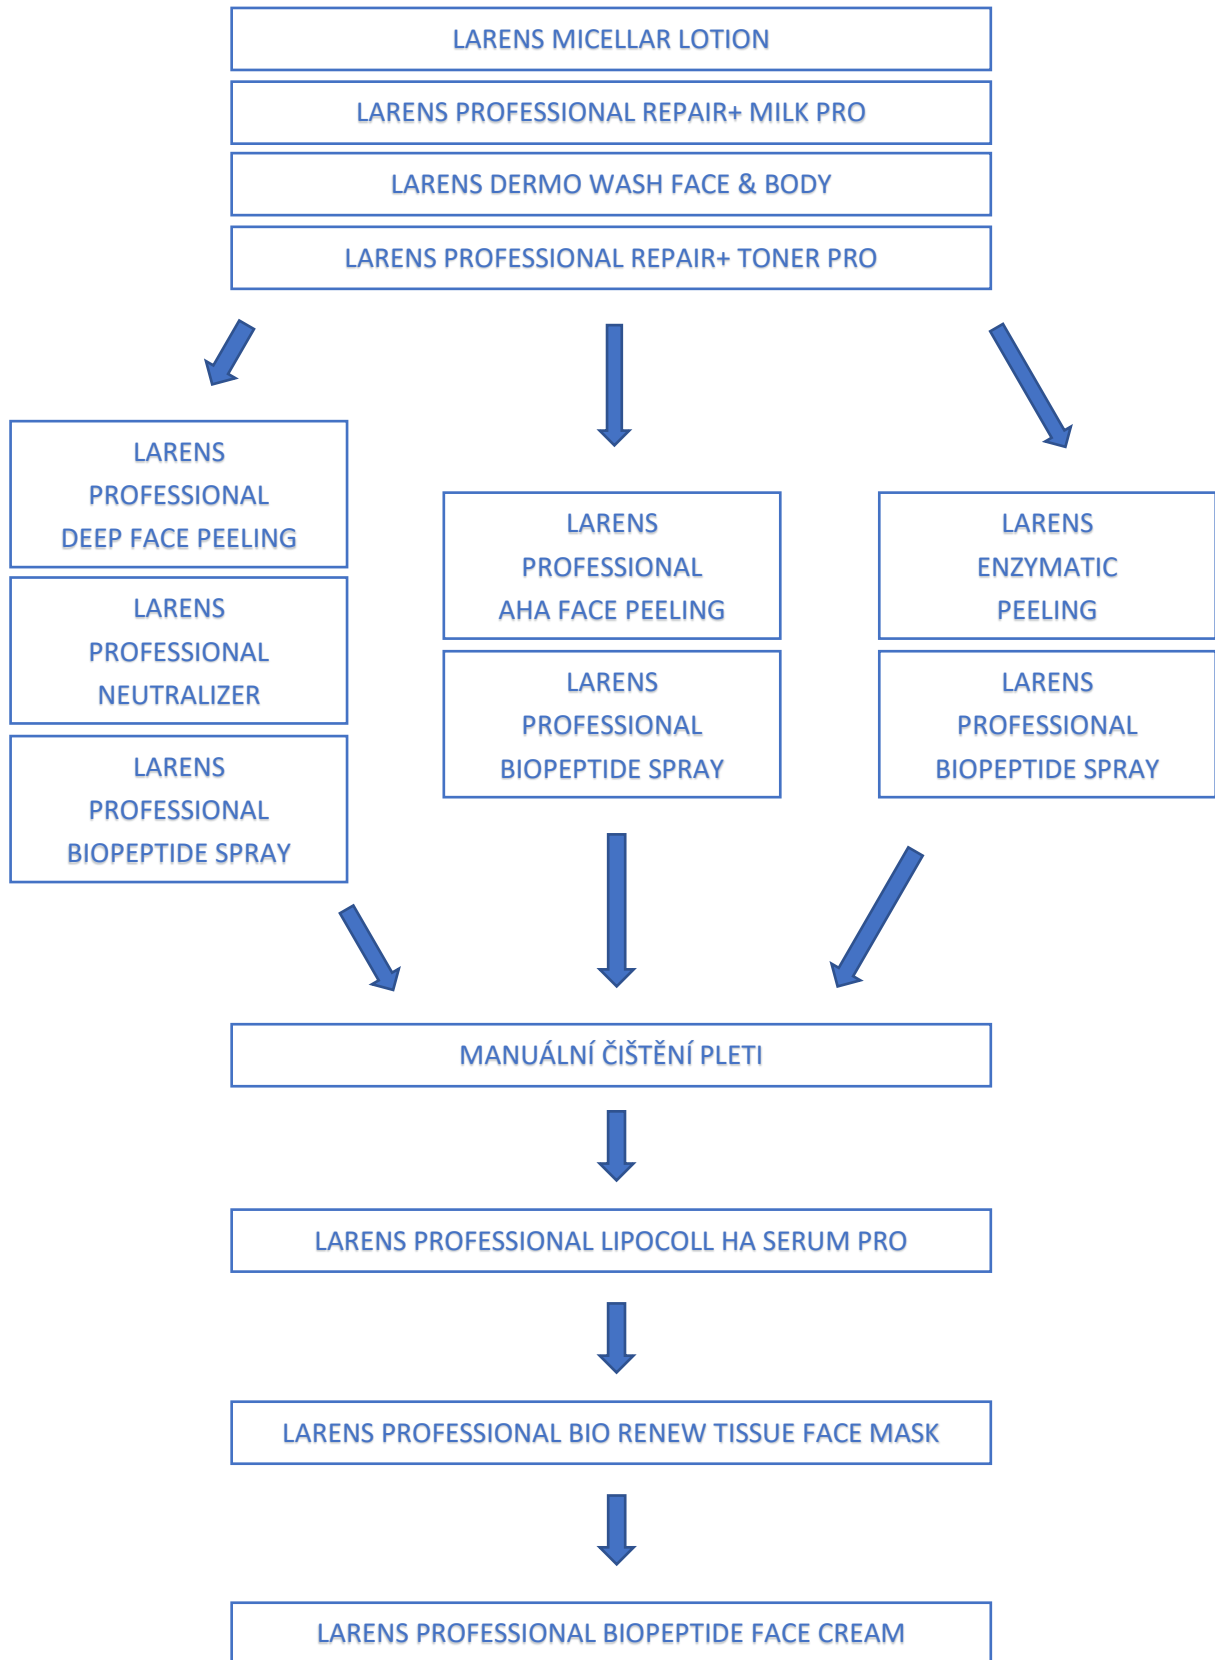 LARENS MICELLAR LOTION
LARENS PROFESSIONAL REPAIR+ MILK PRO
LARENS DERMO WASH FACE & BODY
LARENS PROFESSIONAL REPAIR+ TONER PRO
LARENS
PROFESSIONAL
DEEP FACE PEELING
LARENS
PROFESSIONAL
NEUTRALIZER
LARENS
PROFESSIONAL
BIOPEPTIDE SPRAY
LARENS
PROFESSIONAL
AHA FACE PEELING
LARENS
PROFESSIONAL
BIOPEPTIDE SPRAY
LARENS
ENZYMATIC
PEELING
LARENS
PROFESSIONAL
BIOPEPTIDE SPRAY
MANUÁLNÍ ČIŠTĚNÍ PLETI
LARENS PROFESSIONAL LIPOCOLL HA SERUM PRO
LARENS PROFESSIONAL BIO RENEW TISSUE FACE MASK
LARENS PROFESSIONAL BIOPEPTIDE FACE CREAM